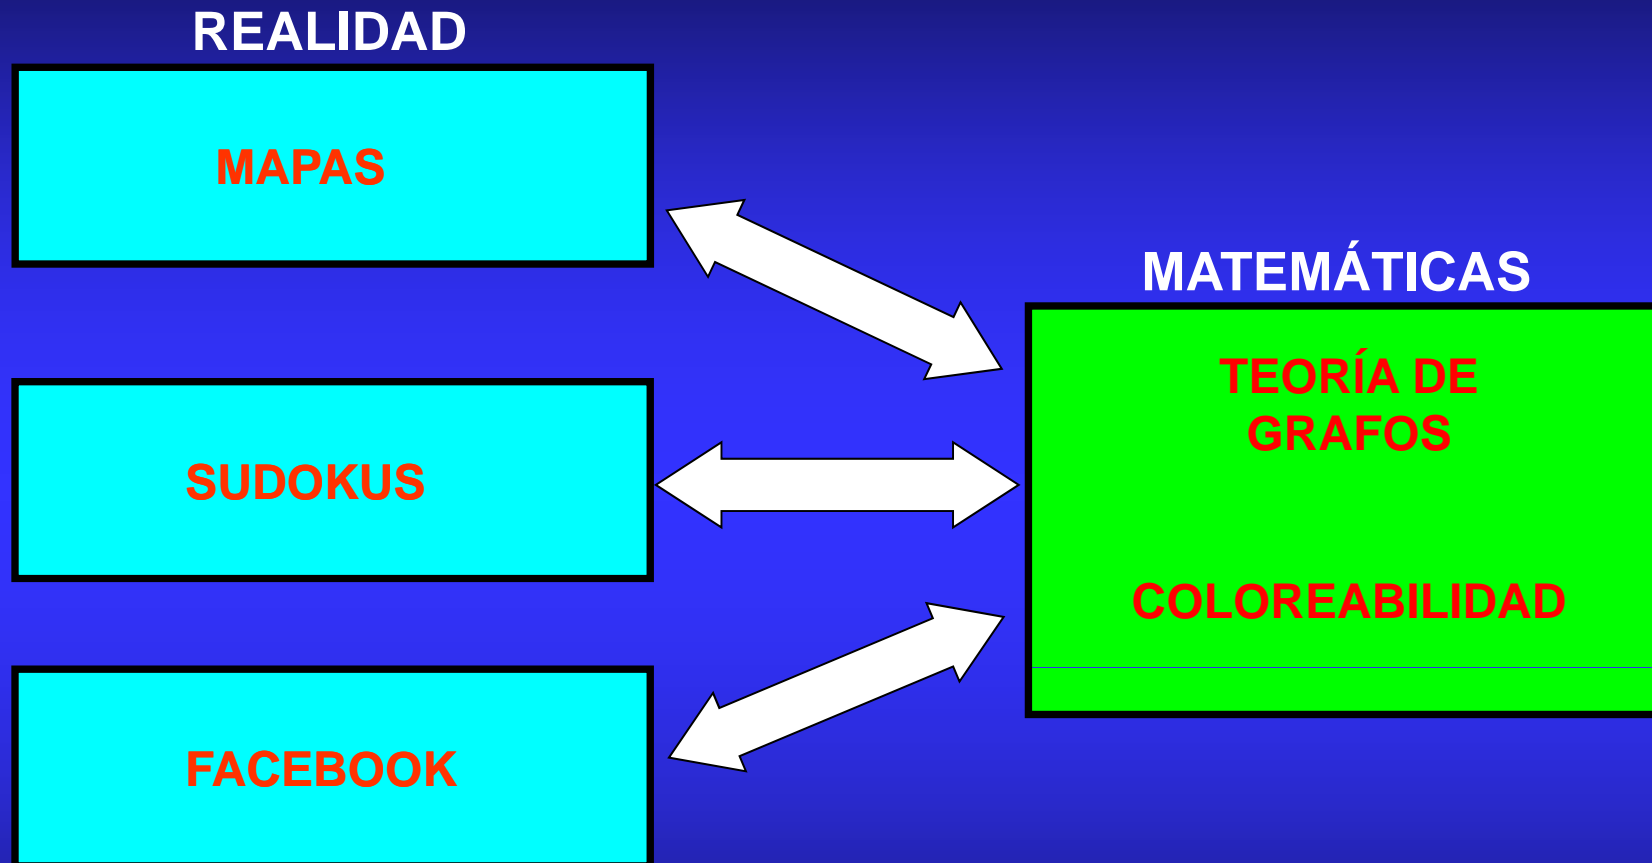 REALIDAD
MAPAS
SUDOKUS
FACEBOOK
MATEMÁTICAS
TEORÍA DE
GRAFOS
COLOREABILIDAD